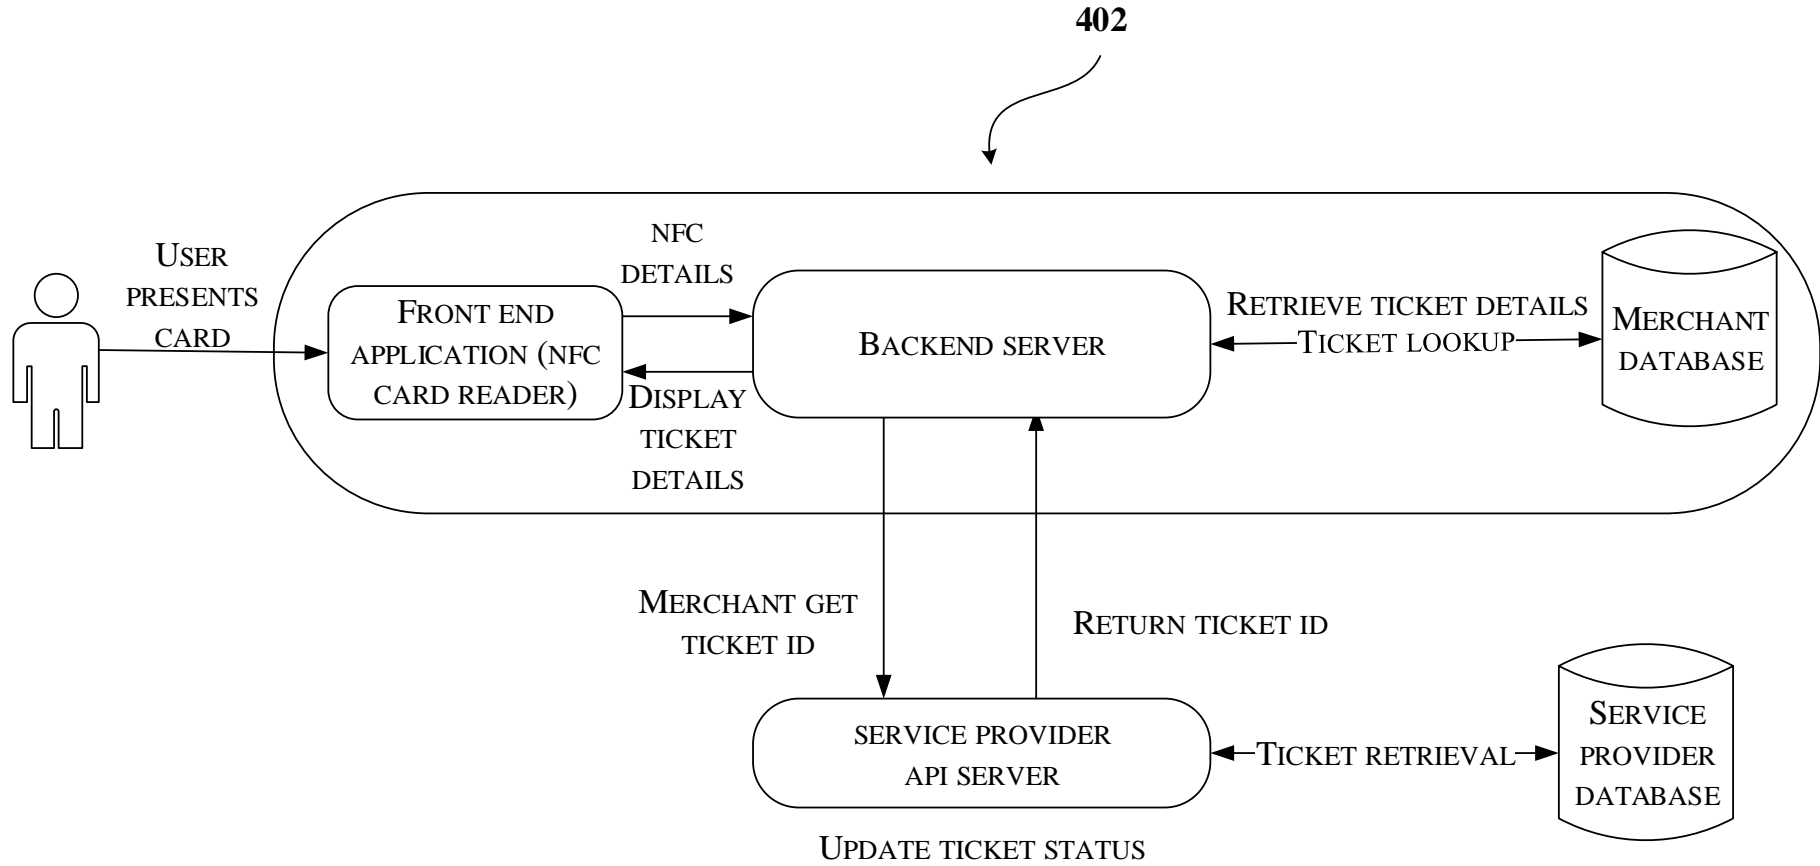 402
USER
PRESENTS
CARD
NFC
DETAILS
FRONT END
APPLICATION (NFC
CARD READER)
DISPLAY
TICKET
DETAILS
BACKEND SERVER
RETRIEVE TICKET DETAILS
TICKET LOOKUP
MERCHANT
DATABASE
MERCHANT GET
TICKET ID
RETURN TICKET ID
SERVICE PROVIDER
API SERVER
TICKET RETRIEVAL
SERVICE
PROVIDER
DATABASE
UPDATE TICKET STATUS